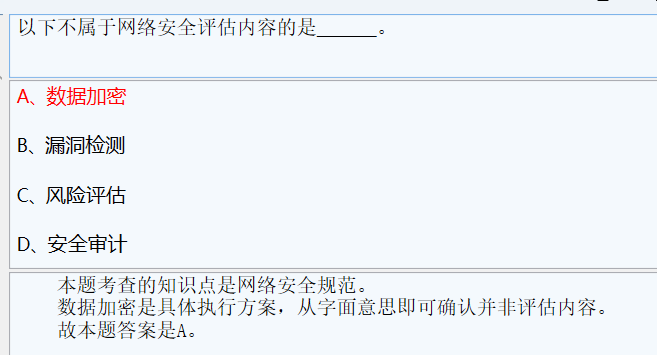 以下不属于网络安全评估内容的是______。
A、数据加密
B、漏洞检测
C、风险评估
D、安全审计
本题考查的知识点是网络安全规范。
数据加密是具体执行方案，从字面意思即可确认并非评估内容。
故本题答案是A。